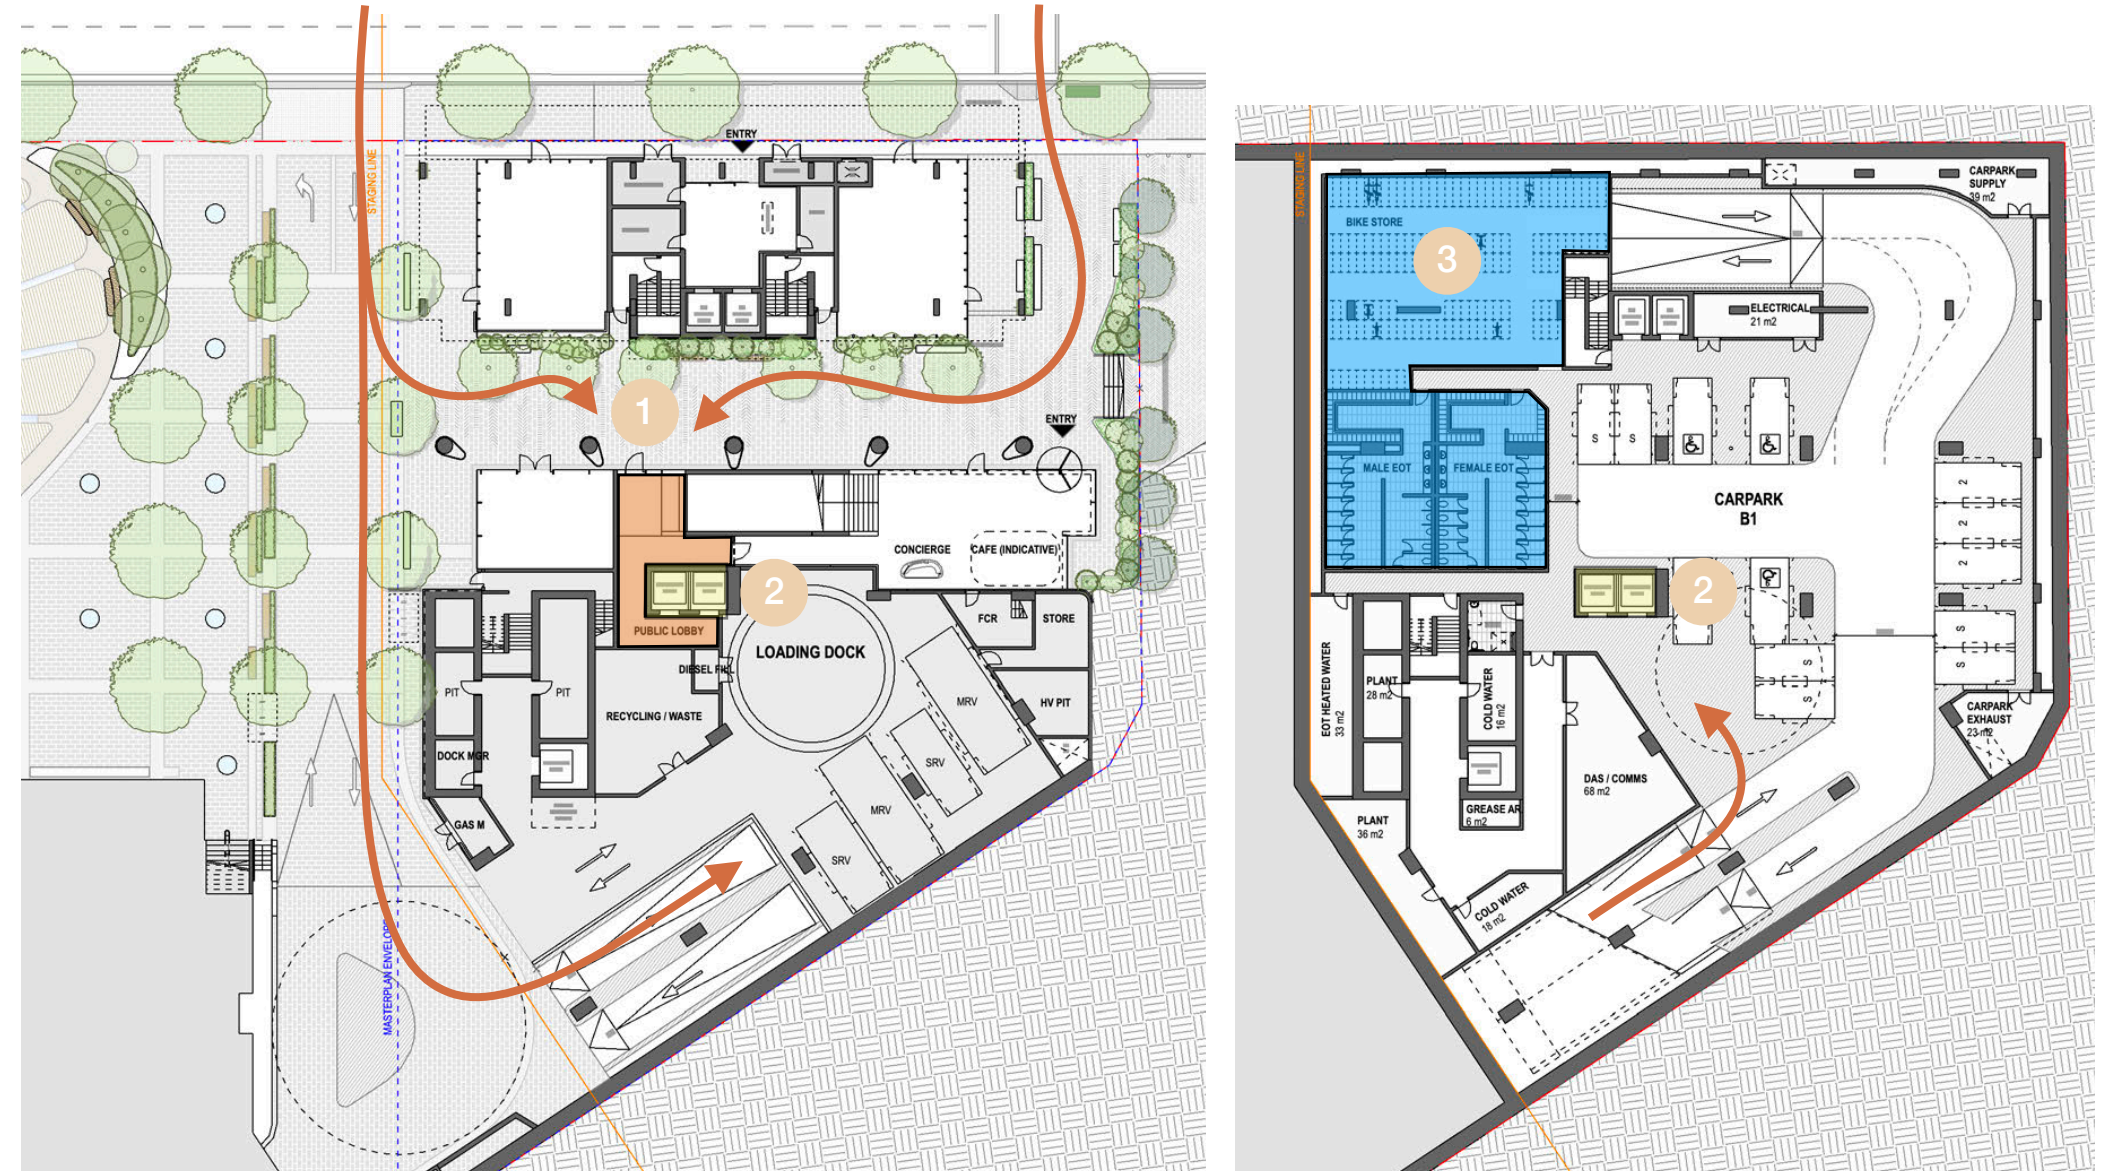 ENTRY
STAGING LINE
1
ENTRY
CONCIERGE
CAFE (INDICATIVE)
2
PUBLIC LOBBY
FCR
STORE
LOADING DOCK
DIESEL FILL
PIT
PIT
RECYCLING / WASTE
MRV
HV PIT
DOCK MGR
SRV
MRV
GAS M
SRV
MASTERPLAN ENVELOPE
STAGING LINE
CARPARK
SUPPLY
39 m2
BIKE STORE
3
ELECTRICAL
21 m2
S
S
MALE EOT
FEMALE EOT
CARPARK
B1
2
2
2
2
S
S
EOT HEATED WATER
33 m2
PLANT
28 m2
COLD WATER
16 m2
S
S
CARPARK
EXHAUST
23 m2
DAS / COMMS
68 m2
GREASE AR
6 m2
PLANT
36 m2
COLD WATER
18 m2